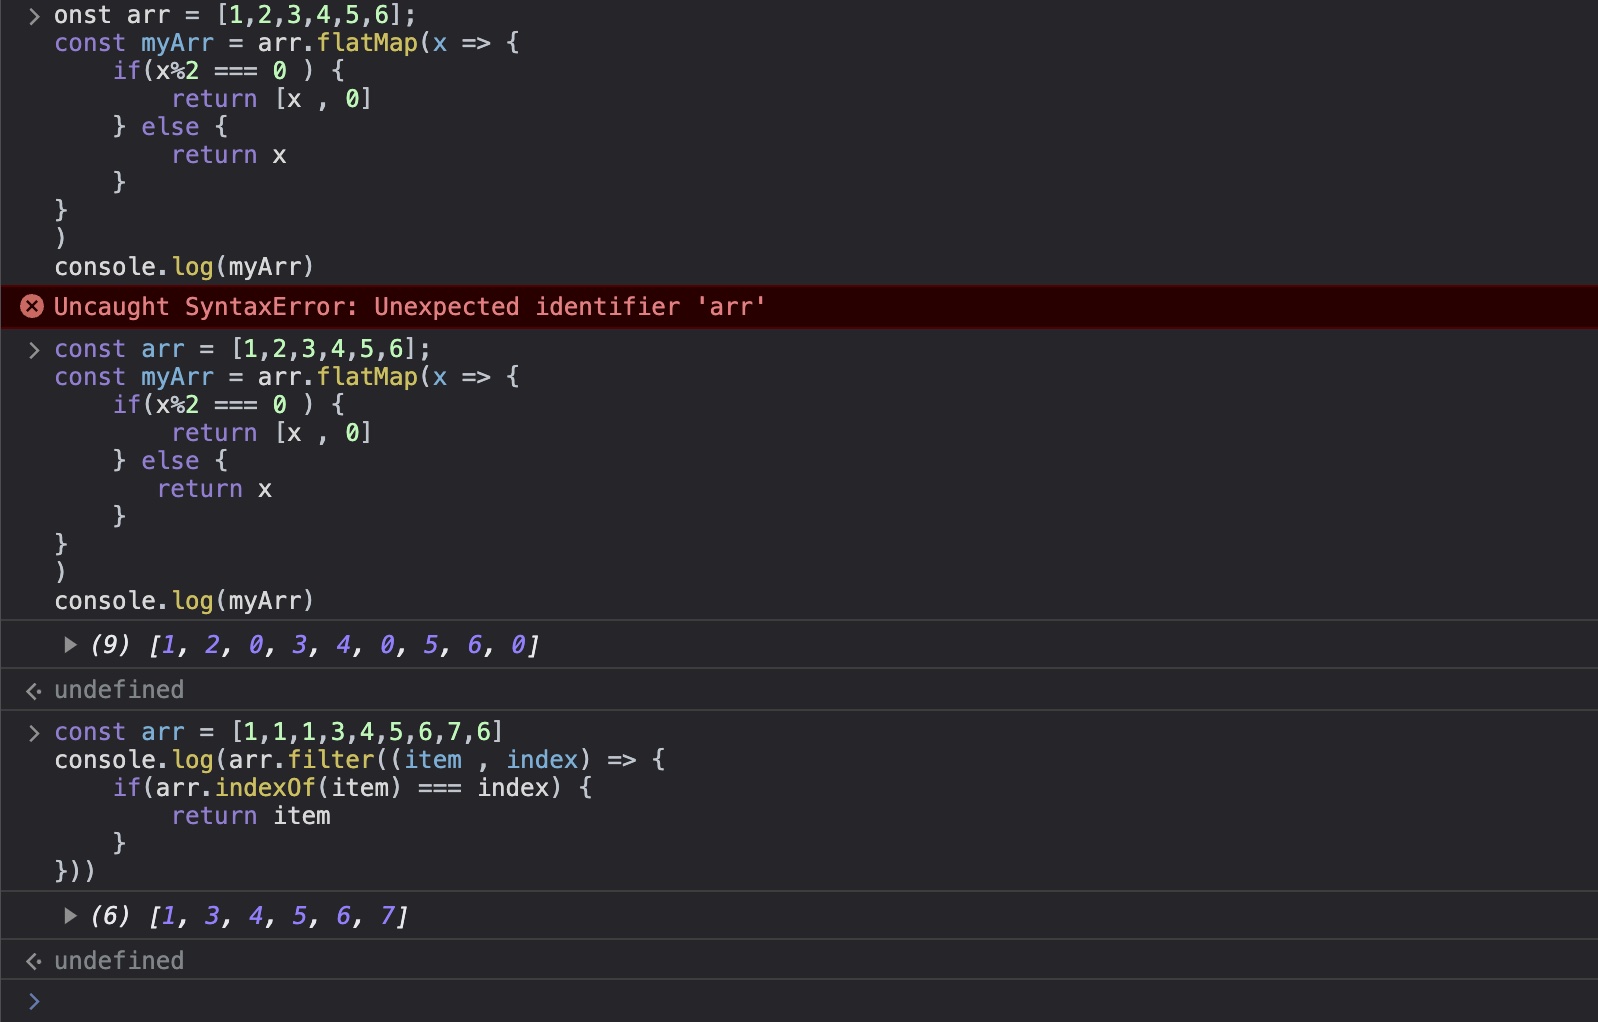 onst arr = [1,2,3,4,5,6];
const myArr = arr.flatMap(x => {
    if(x%2 === 0 ) {
        return [x , 0]
    } else {
        return x
    }
}
)
console.log(myArr)
Uncaught SyntaxError: Unexpected identifier 'arr'
const arr = [1,2,3,4,5,6];
const myArr = arr.flatMap(x => {
    if(x%2 === 0 ) {
        return [x , 0]
    } else {
       return x
    }
}
)
console.log(myArr)
(9) [1, 2, 0, 3, 4, 0, 5, 6, 0]
undefined
const arr = [1,1,1,3,4,5,6,7,6]
console.log(arr.filter((item , index) => {
    if(arr.indexOf(item) === index) {
        return item
    }
}))
(6) [1, 3, 4, 5, 6, 7]
undefined